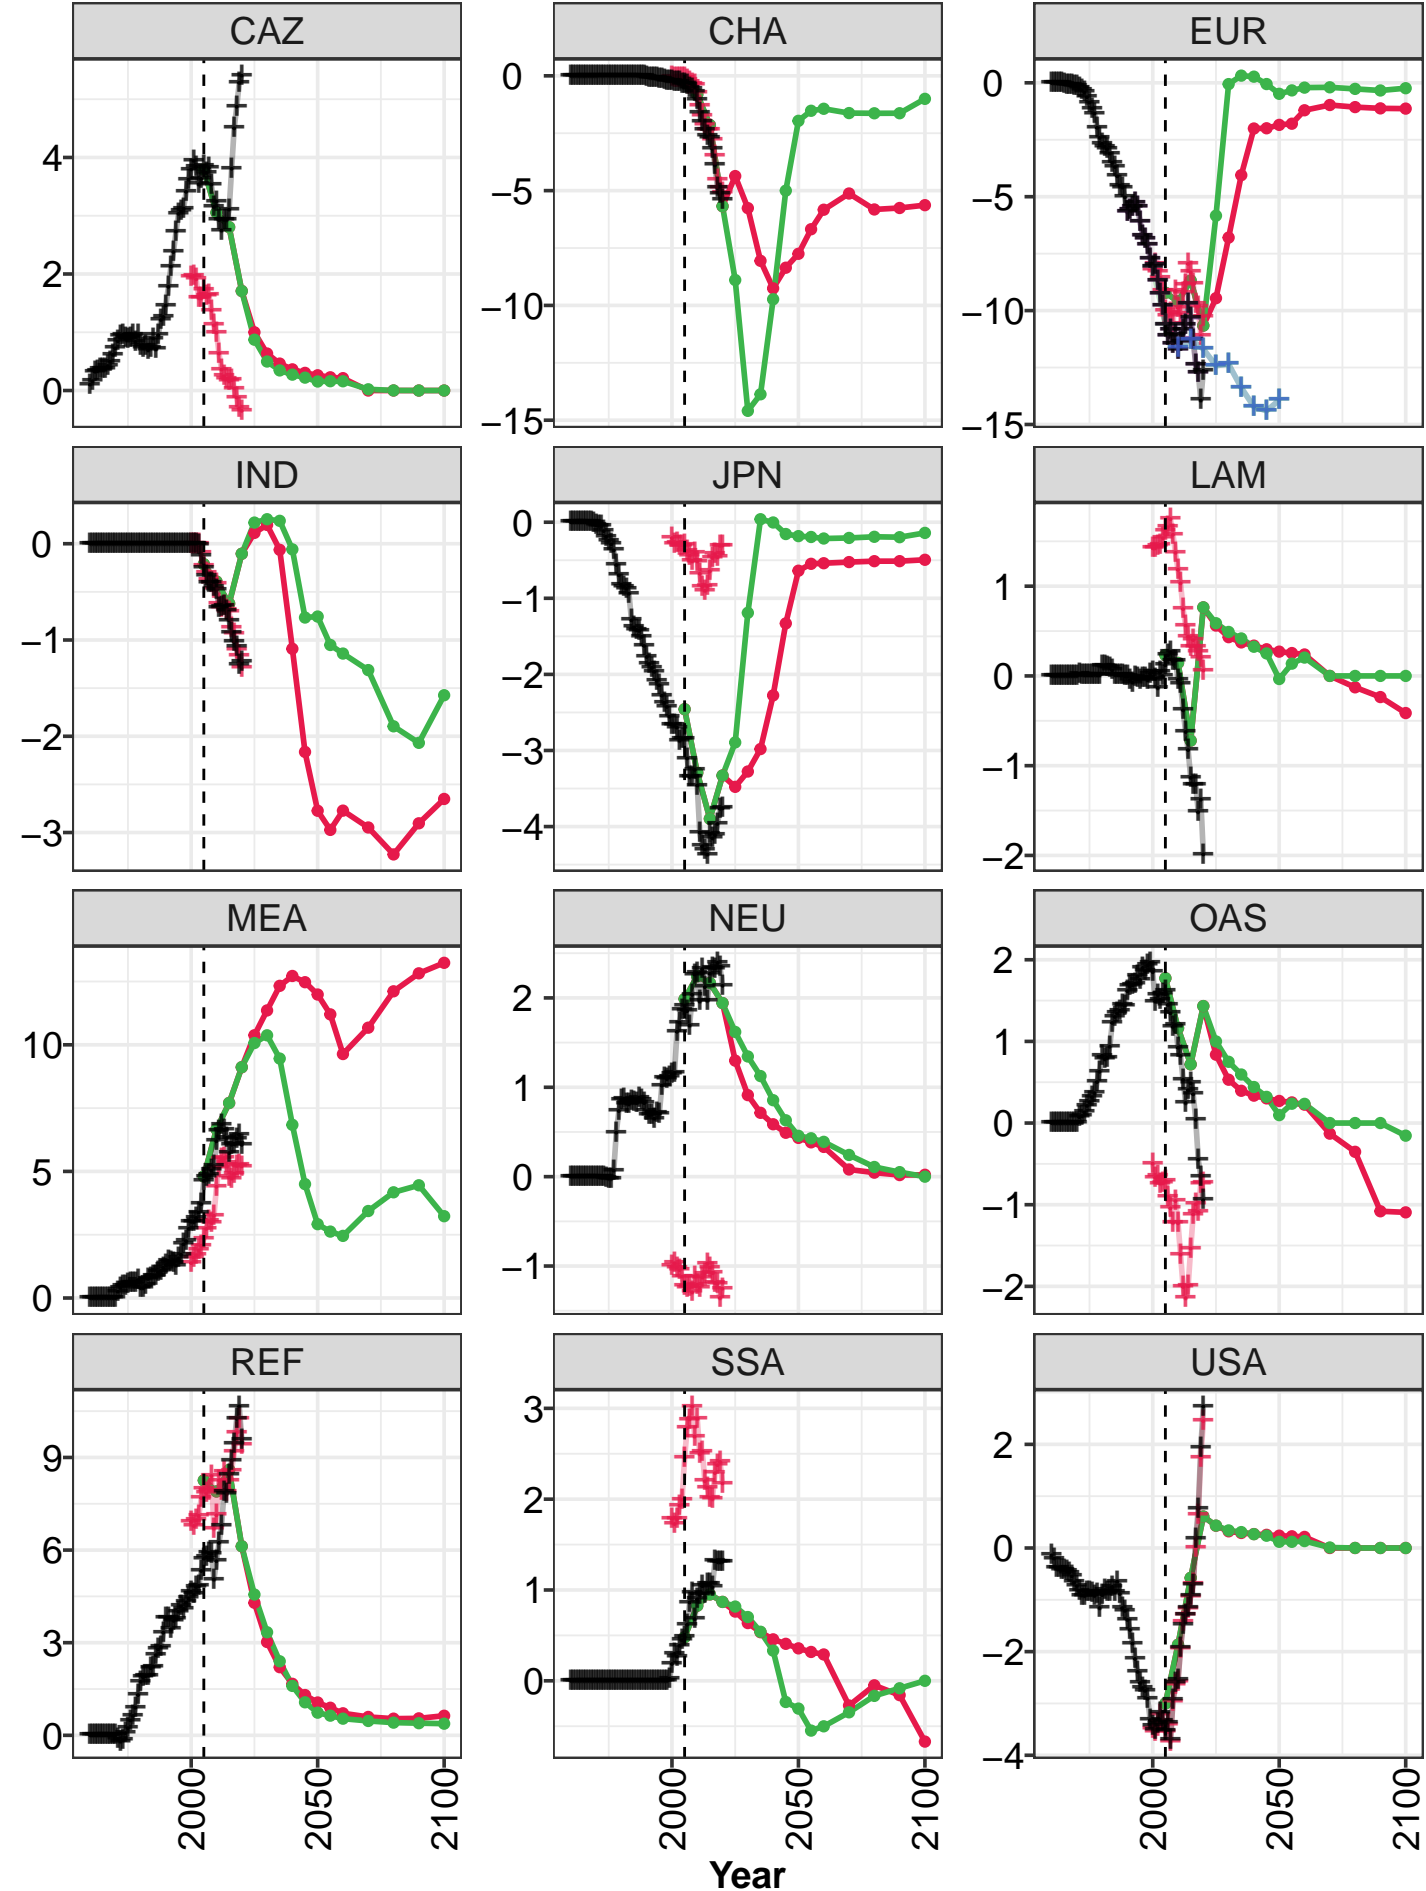 CAZ CHA EUR
4 2 0
0 −5 −10 −15
0 −5 −10 −15
IND JPN LAM
0 −1 −2 −3
0 −1 −2 −3 −4
1 0 −1 −2
MEA NEU OAS
10 5 0
2 1 0 −1
2 1 0 −1 −2
REF SSA USA
9 6 3 0
3 2 1 0
2 0 −2 −4
2000 2050 2100 2000 2050 2100 2000 2050 2100
Year